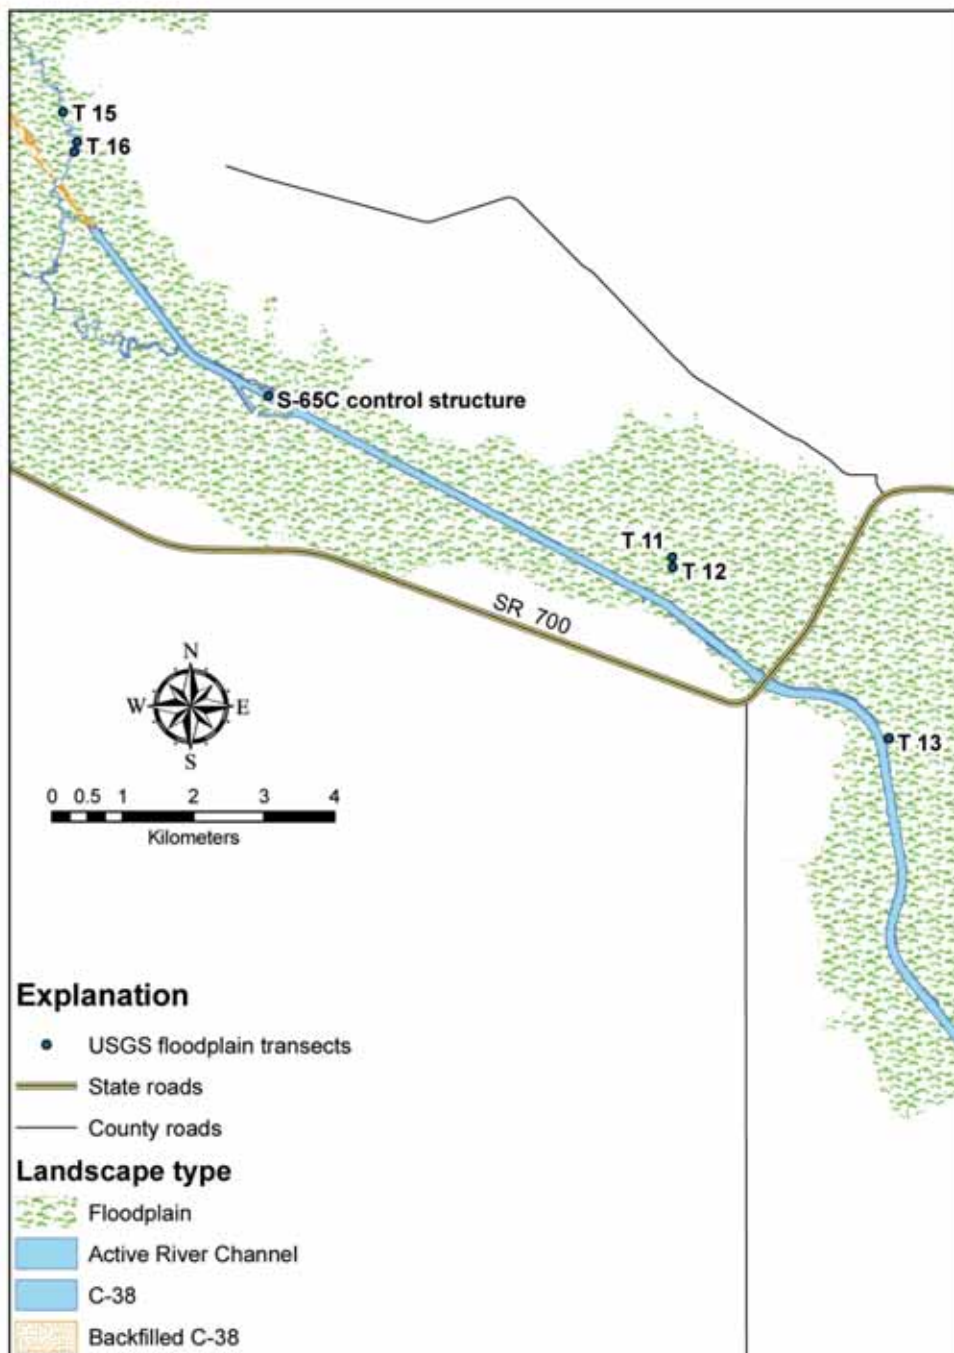 T 15
T 16
S-65C control structure
T 11
T 12
SR 700
T 13
N
W E
S
0 0.5 1 2 3 4
Kilometers
Explanation
USGS floodplain transects
State roads
County roads
Landscape type
Floodplain
Active River Channel
C-38
Backfilled C-38